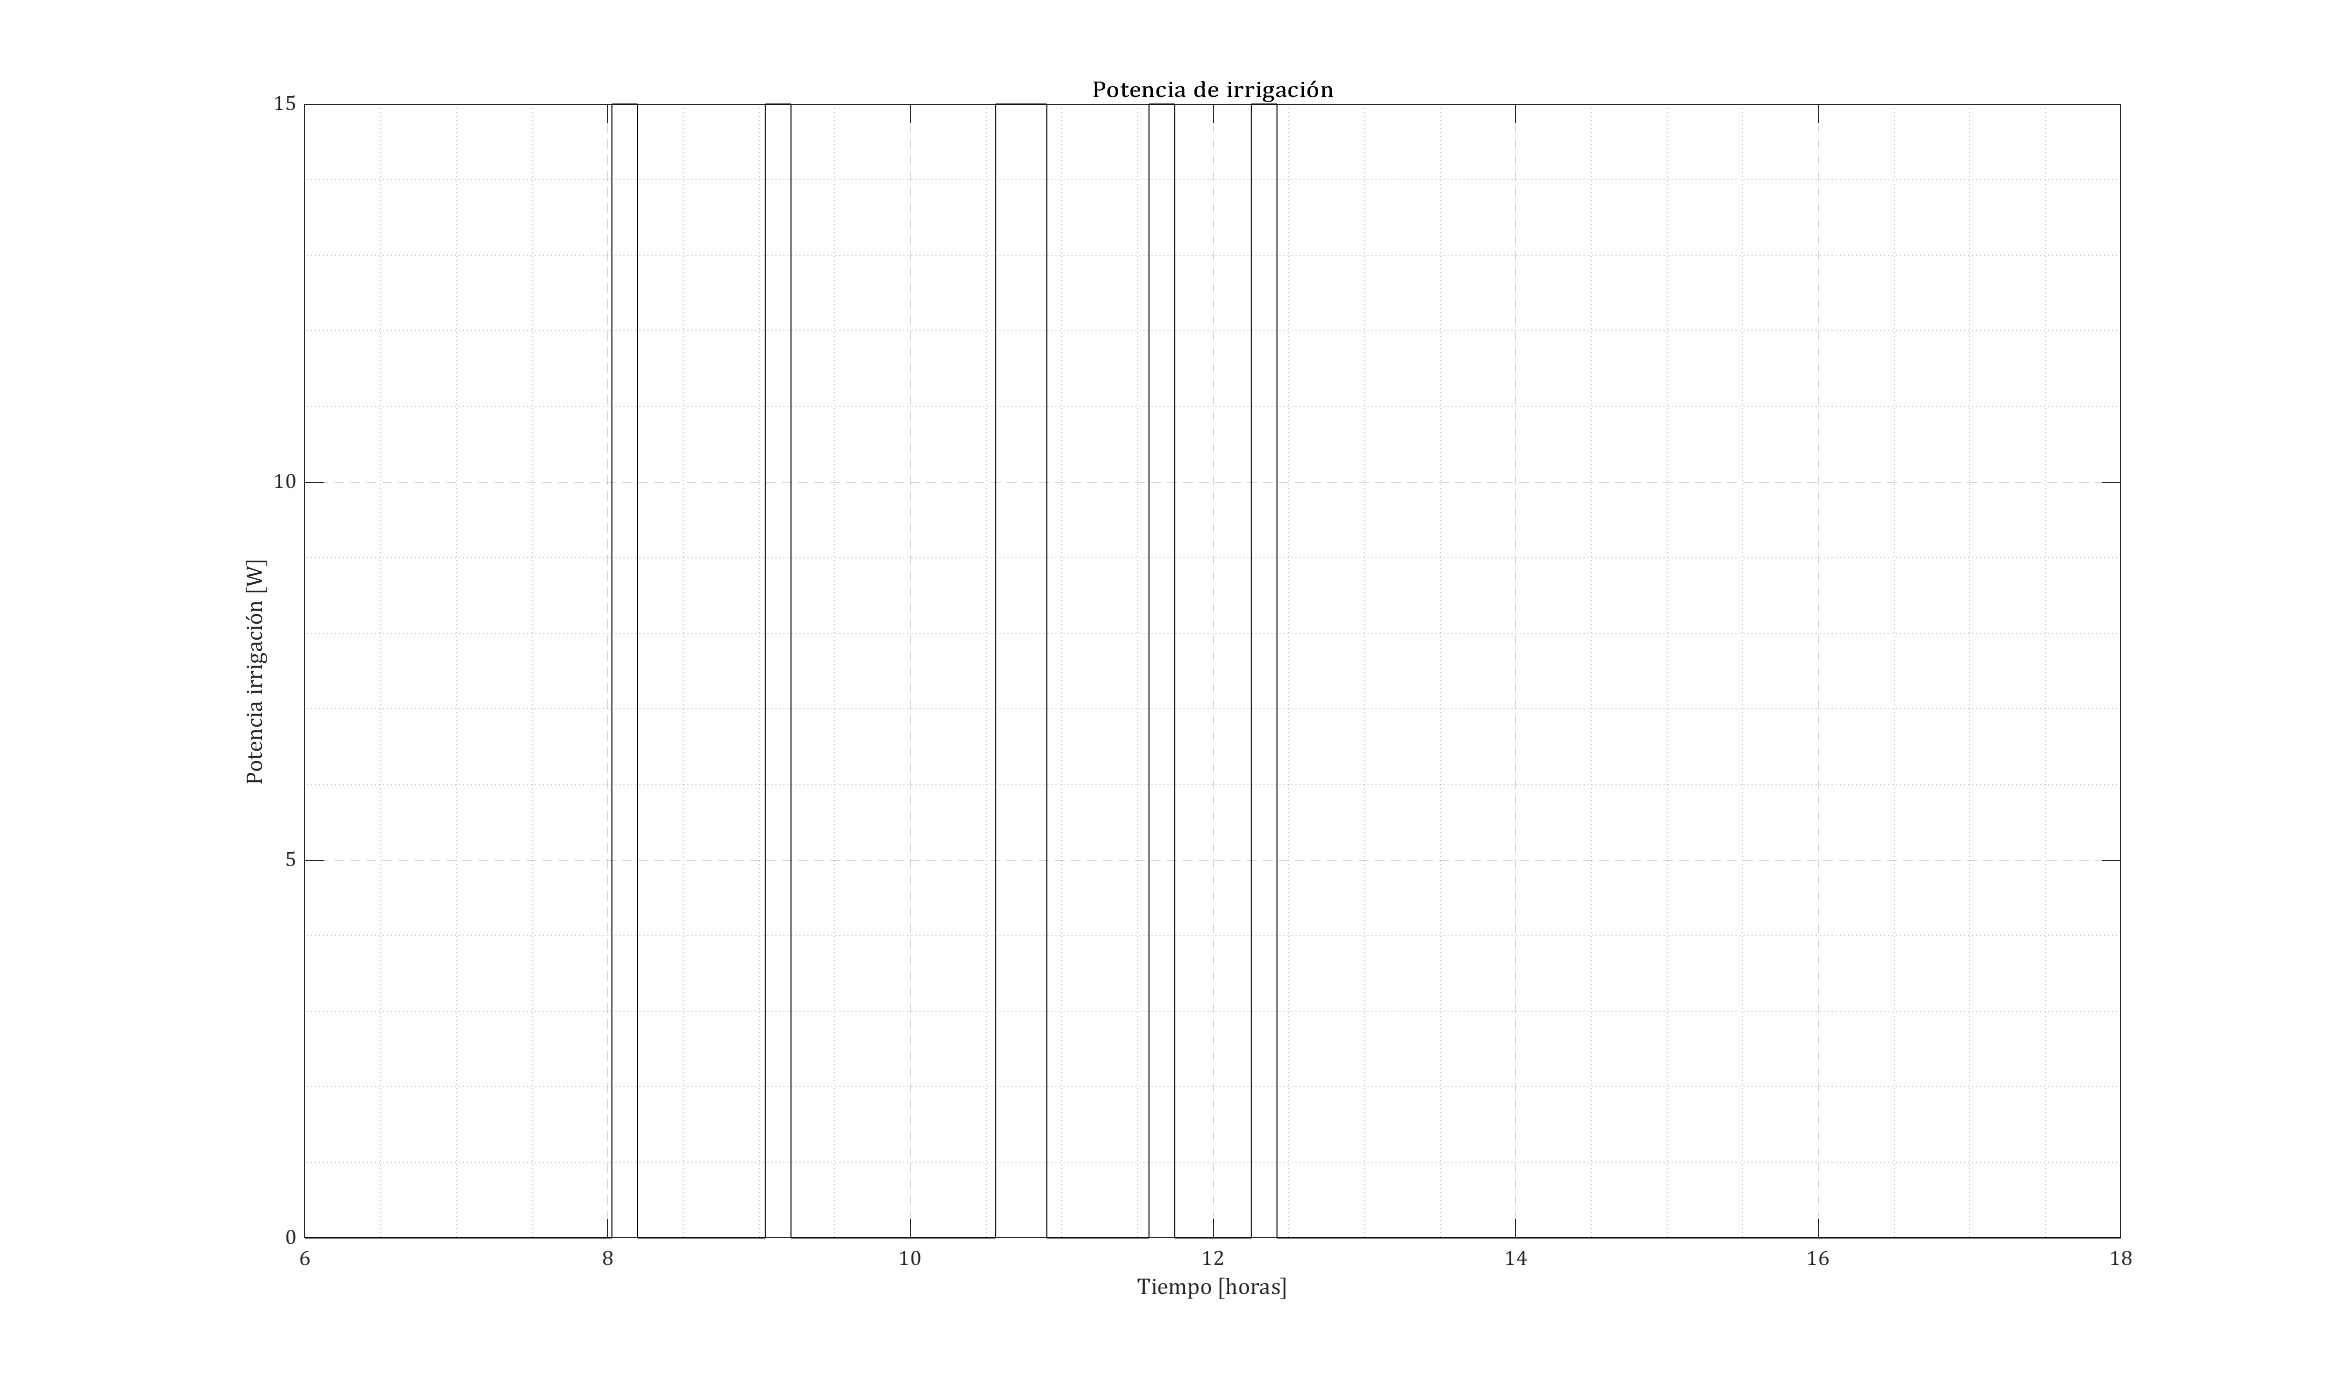 Potencia de irrigación
15
10
5
0
Potencia irrigación [W]
6 8 10 12 14 16 18
Tiempo [horas]